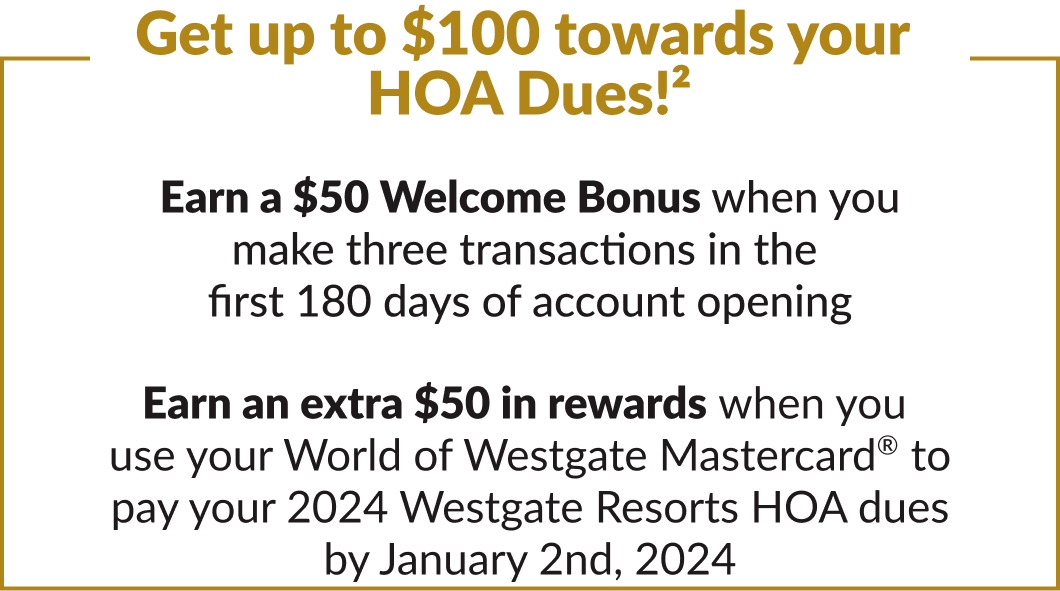 Get up to $100 towards your
HOA Dues!²
Earn a $50 Welcome Bonus when you
make three transactions in the
first 180 days of account opening
Earn an extra $50 in rewards when you
use your World of Westgate Mastercard® to
pay your 2024 Westgate Resorts HOA dues
by January 2nd, 2024